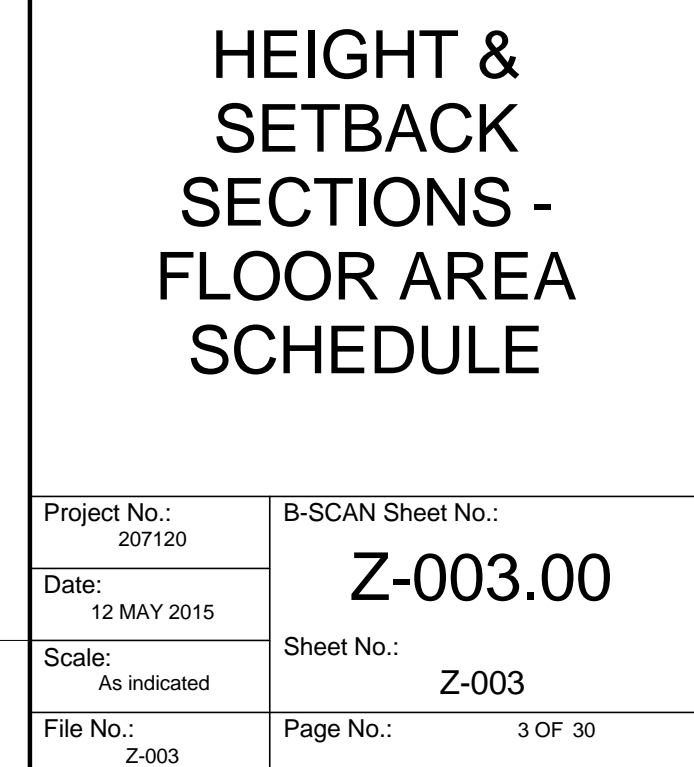 HEIGHT &
SETBACK
SECTIONS -
FLOOR AREA
SCHEDULE
Project No.:
207120
Date:
12 MAY 2015
Scale:
As indicated
File No.:
Z-003
B-SCAN Sheet No.:
Z-003.00
Sheet No.:
Z-003
Page No.: 3 OF 30